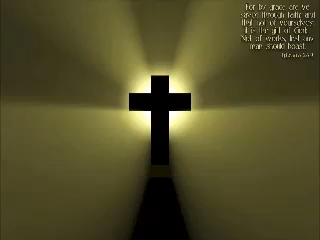 For by grace are ye
saved through faith; and
that not of yourselves:
it is the gift of God:
Not of works, lest any
man should boast.